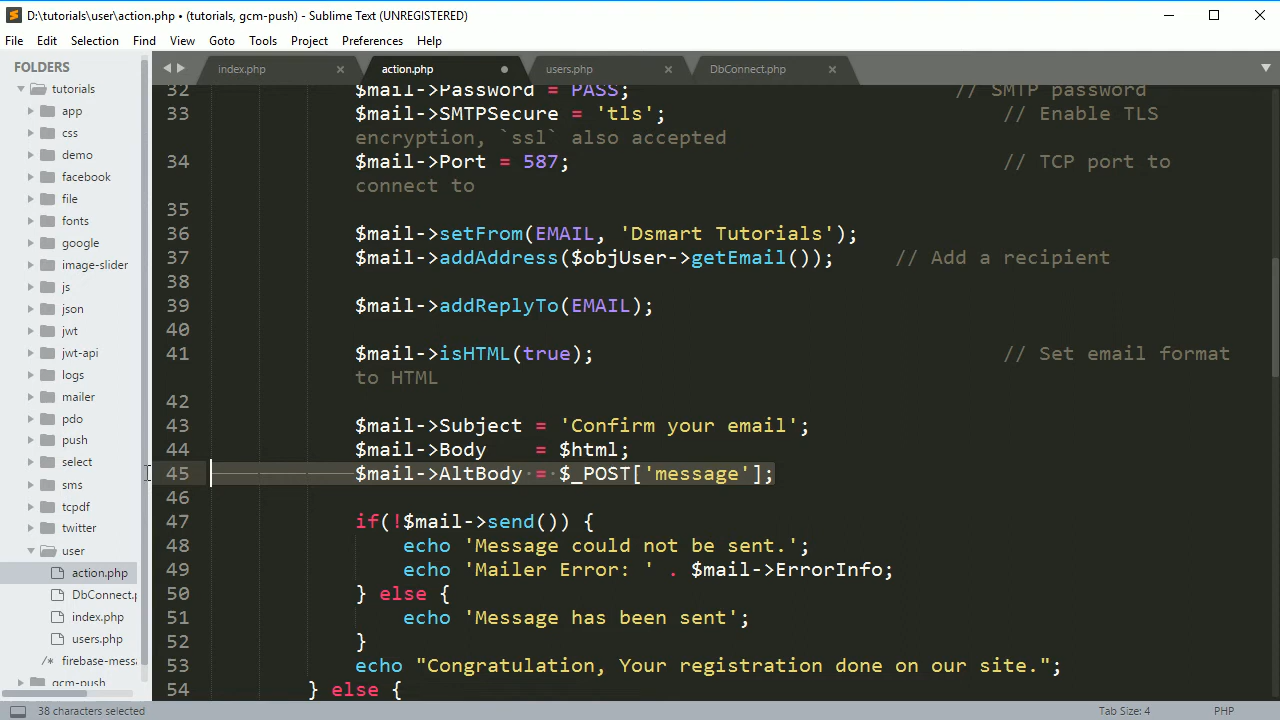 D:\tutorials\user\action.php • (tutorials, gcm-push) - Sublime Text (UNREGISTERED)
File Edit Selection Find View Goto Tools Project Preferences Help
FOLDERS
tutorials
app
css
demo
facebook
file
fonts
google
image-slider
js
json
jwt
jwt-api
logs
mailer
pdo
push
select
sms
tcpdf
twitter
user
action.php
DbConnect.p
index.php
users.php
/* firebase-messa
gcm-push
index.php action.php users.php DbConnect.php
32 $mail->Password = PASS; // SMTP password
33 $mail->SMTPSecure = 'tls'; // Enable TLS
encryption, `ssl` also accepted
34 $mail->Port = 587; // TCP port to
connect to
35
36 $mail->setFrom(EMAIL, 'Dsmart Tutorials');
37 $mail->addAddress($objUser->getEmail()); // Add a recipient
38
39 $mail->addReplyTo(EMAIL);
40
41 $mail->isHTML(true); // Set email format
to HTML
42
43 $mail->Subject = 'Confirm your email';
44 $mail->Body = $html;
45 $mail->AltBody = $_POST['message'];
46
47 if(!$mail->send()) {
48 echo 'Message could not be sent.';
49 echo 'Mailer Error: ' . $mail->ErrorInfo;
50 } else {
51 echo 'Message has been sent';
52 }
53 echo "Congratulation, Your registration done on our site.";
54 } else {
38 characters selected Tab Size: 4 PHP